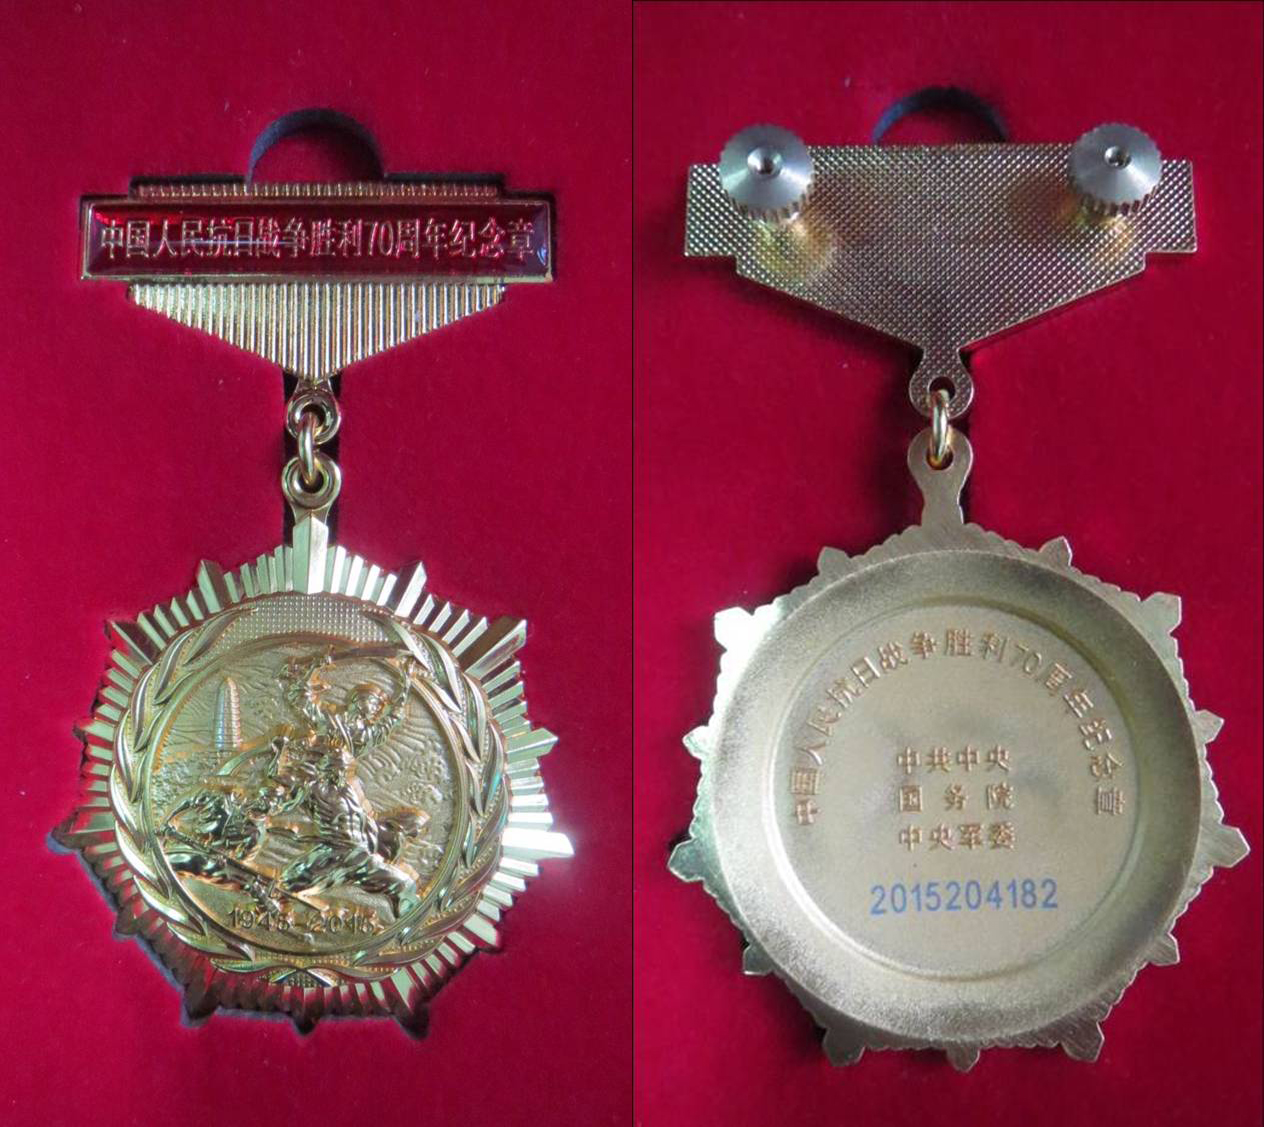 中国人民抗日战争胜利70周年纪念章
1945-2015
中国人民抗日战争胜利70周年纪念章
中共中央
国务院
中央军委
2015204182